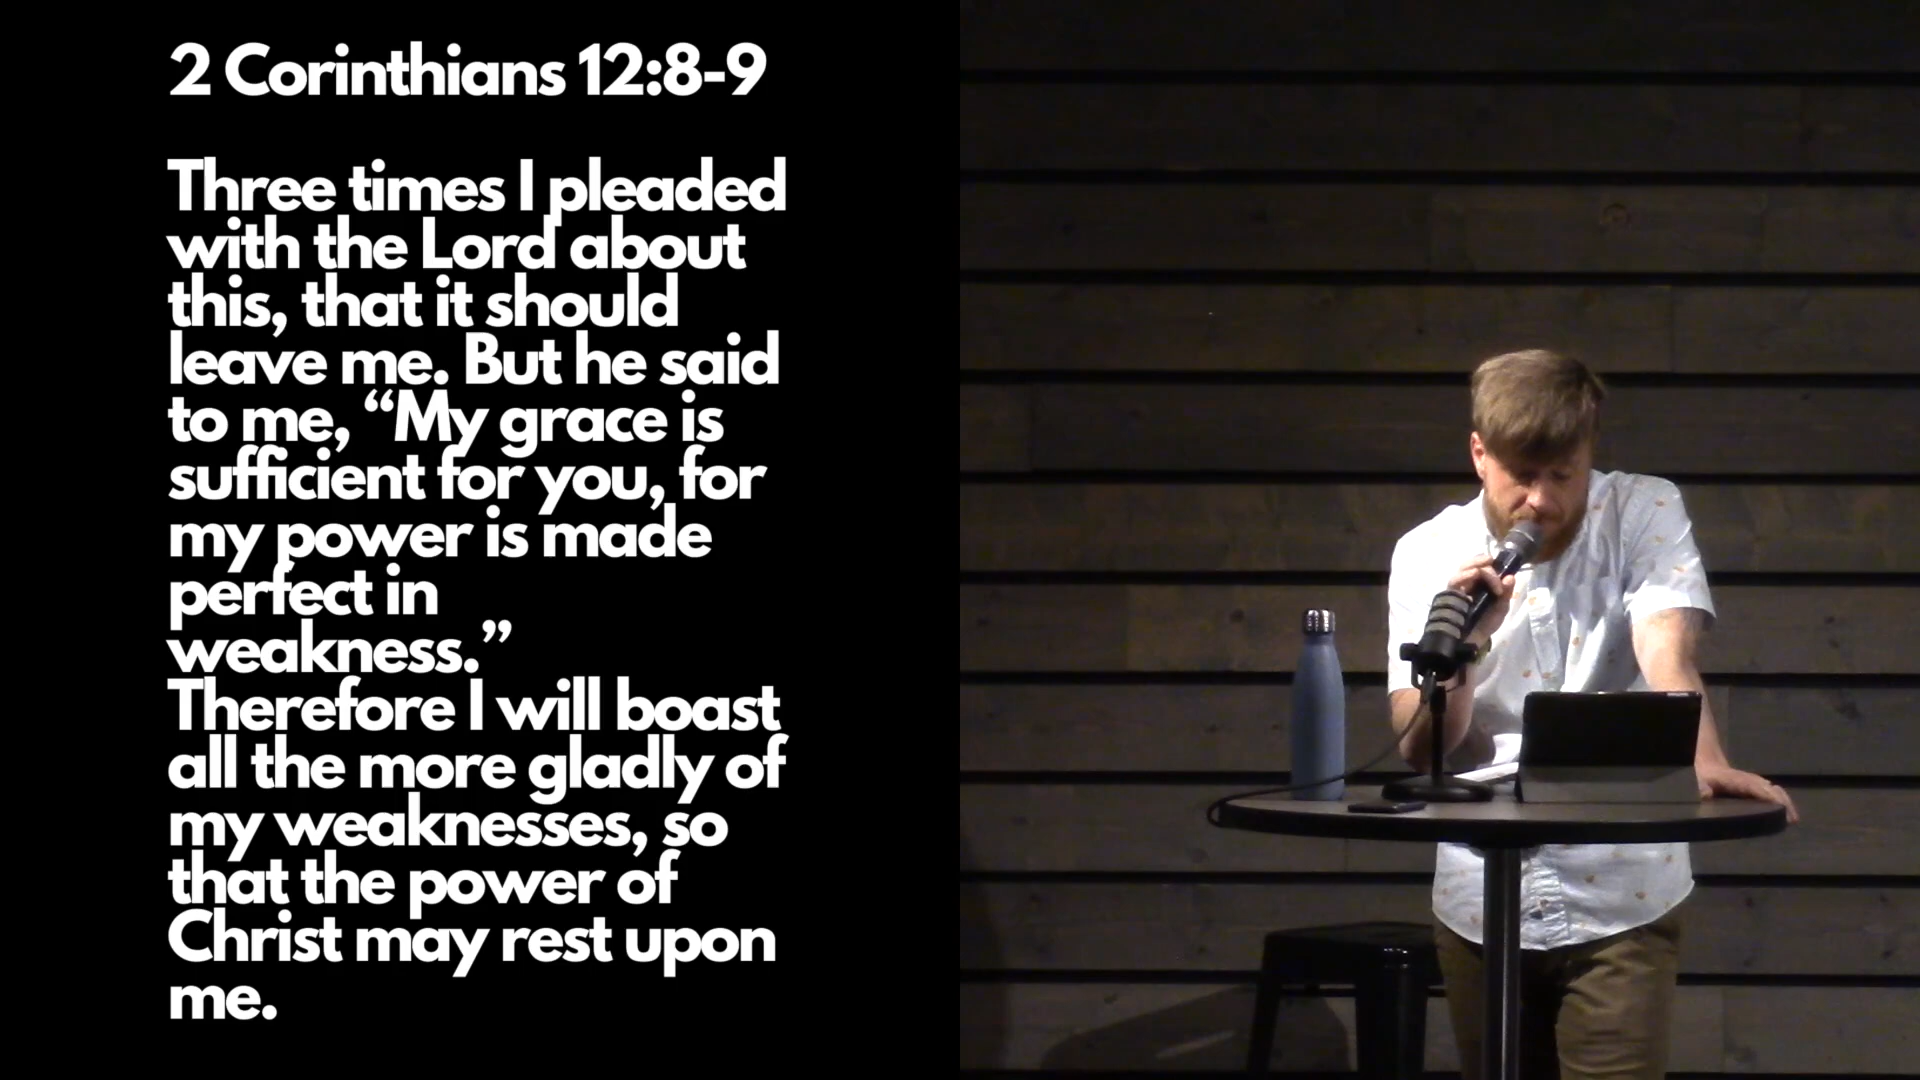 2 Corinthians 12:8-9
Three times I pleaded
with the Lord about
this, that it should
leave me. But he said
to me, “My grace is
sufficient for you, for
my power is made
perfect in
weakness.”
Therefore I will boast
all the more gladly of
my weaknesses, so
that the power of
Christ may rest upon
me.